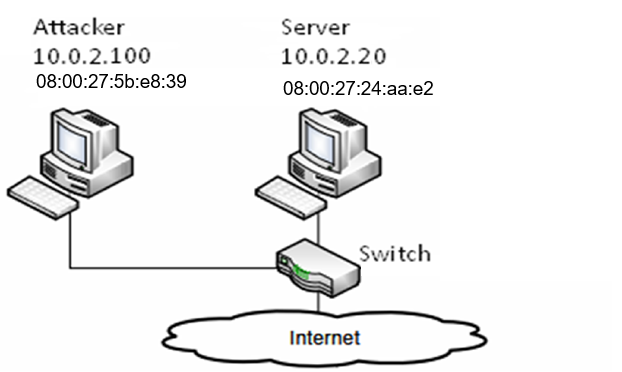 Attacker
10.0.2.100
08:00:27:5b:e8:39
Server
10.0.2.20
08:00:27:24:aa:e2
Switch
Internet